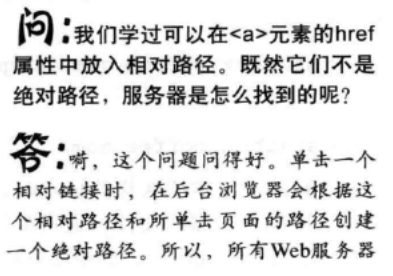 问：我们学过可以在<a>元素的href
属性中放入相对路径。既然它们不是
绝对路径，服务器是怎么找到的呢？
答：嗬，这个问题问得好。单击一个
相对链接时，在后台浏览器会根据这
个相对路径和所单击页面的路径创建
一个绝对路径。所以，所有Web服务器